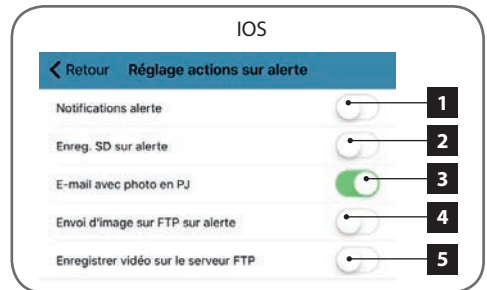 IOS
Retour Réglage actions sur alerte
Notifications alerte 1
Enreg. SD sur alerte 2
E-mail avec photo en PJ 3
Envoi d'image sur FTP sur alerte 4
Enregistrer vidéo sur le serveur FTP 5